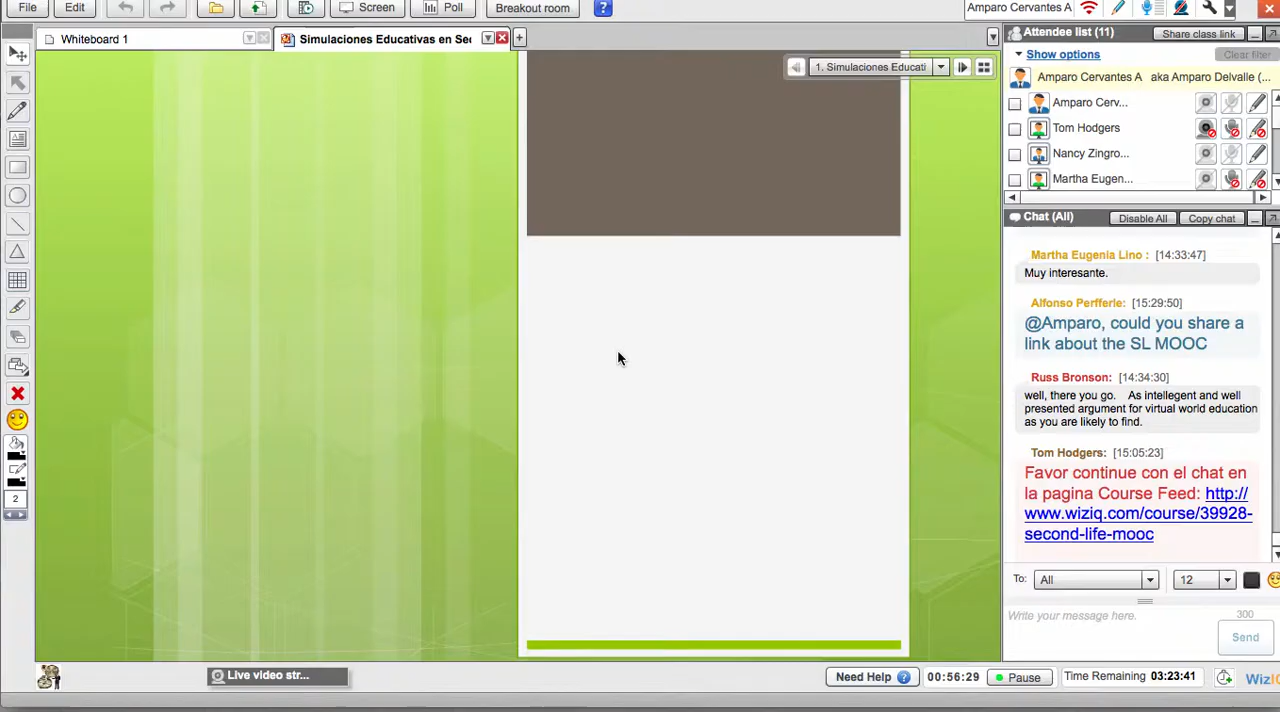 File Edit Screen Poll Breakout room ? Amparo Cervantes A
Whiteboard 1
Simulaciones Educativas en Sec
1. Simulaciones Educati
Attendee list (11) Share class link
Show options Clear filter
Amparo Cervantes A aka Amparo Delvalle (...
Amparo Cerv...
Tom Hodgers
Nancy Zingro...
Martha Eugen...
Chat (All) Disable All Copy chat
Martha Eugenia Lino : [14:33:47]
Muy interesante.
Alfonso Perfferle: [15:29:50]
@Amparo, could you share a
link about the SL MOOC
Russ Bronson: [14:34:30]
well, there you go. As intellegent and well
presented argument for virtual world education
as you are likely to find.
Tom Hodgers: [15:05:23]
Favor continue con el chat en
la pagina Course Feed: http://
www.wiziq.com/course/39928-
second-life-mooc
To: All 12
Write your message here. 300
Send
2
Live video str...
Need Help ? 00:56:29 Pause Time Remaining 03:23:41